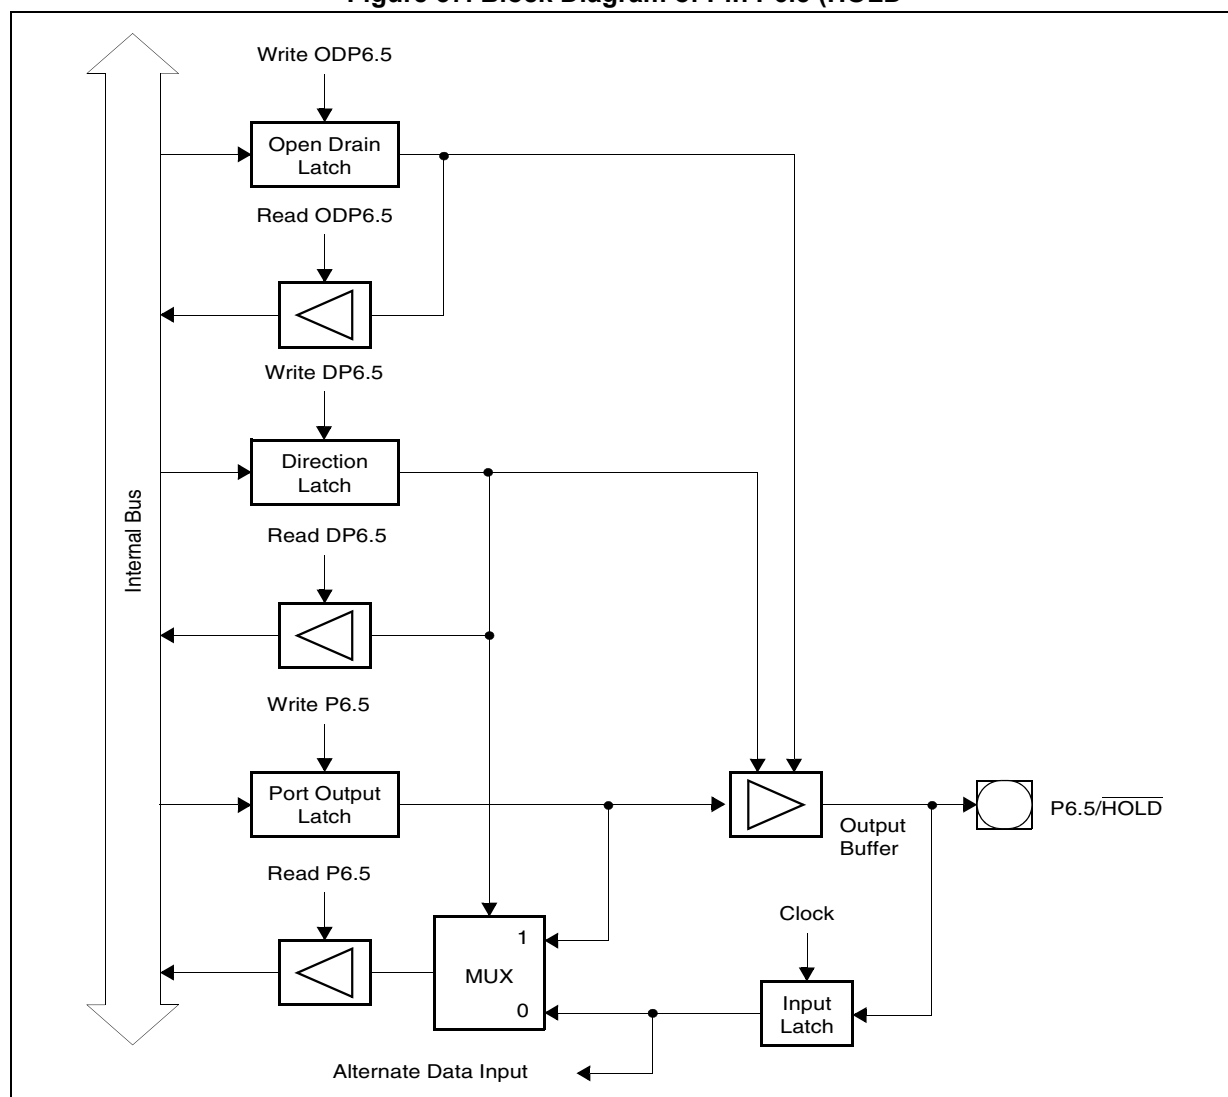 Write ODP6.5
Open Drain
Latch
Read ODP6.5
Write DP6.5
Direction
Latch
Internal Bus
Read DP6.5
Write P6.5
Port Output
Latch
Output
Buffer
P6.5/HOLD
Read P6.5
Clock
1
MUX
0
Input
Latch
Alternate Data Input